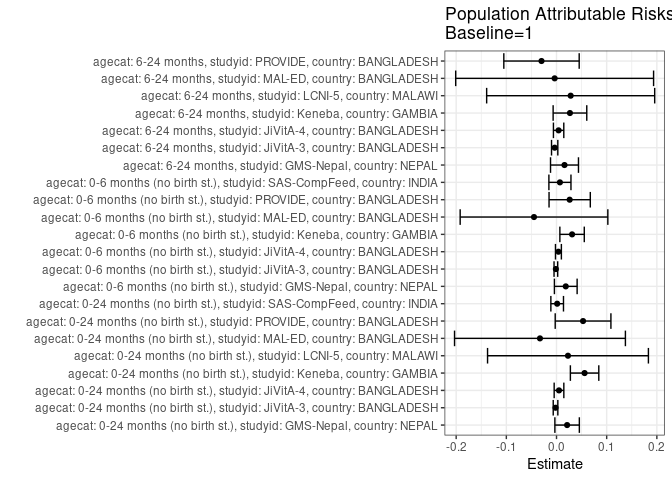 Population Attributable Risks
Baseline=1
agecat: 6-24 months, studyid: PROVIDE, country: BANGLADESH
agecat: 6-24 months, studyid: MAL-ED, country: BANGLADESH
agecat: 6-24 months, studyid: LCNI-5, country: MALAWI
agecat: 6-24 months, studyid: Keneba, country: GAMBIA
agecat: 6-24 months, studyid: JiVitA-4, country: BANGLADESH
agecat: 6-24 months, studyid: JiVitA-3, country: BANGLADESH
agecat: 6-24 months, studyid: GMS-Nepal, country: NEPAL
agecat: 0-6 months (no birth st.), studyid: SAS-CompFeed, country: INDIA
agecat: 0-6 months (no birth st.), studyid: PROVIDE, country: BANGLADESH
agecat: 0-6 months (no birth st.), studyid: MAL-ED, country: BANGLADESH
agecat: 0-6 months (no birth st.), studyid: Keneba, country: GAMBIA
agecat: 0-6 months (no birth st.), studyid: JiVitA-4, country: BANGLADESH
agecat: 0-6 months (no birth st.), studyid: JiVitA-3, country: BANGLADESH
agecat: 0-6 months (no birth st.), studyid: GMS-Nepal, country: NEPAL
agecat: 0-24 months (no birth st.), studyid: SAS-CompFeed, country: INDIA
agecat: 0-24 months (no birth st.), studyid: PROVIDE, country: BANGLADESH
agecat: 0-24 months (no birth st.), studyid: MAL-ED, country: BANGLADESH
agecat: 0-24 months (no birth st.), studyid: LCNI-5, country: MALAWI
agecat: 0-24 months (no birth st.), studyid: Keneba, country: GAMBIA
agecat: 0-24 months (no birth st.), studyid: JiVitA-4, country: BANGLADESH
agecat: 0-24 months (no birth st.), studyid: JiVitA-3, country: BANGLADESH
agecat: 0-24 months (no birth st.), studyid: GMS-Nepal, country: NEPAL
-0.2 -0.1 0.0 0.1 0.2
Estimate